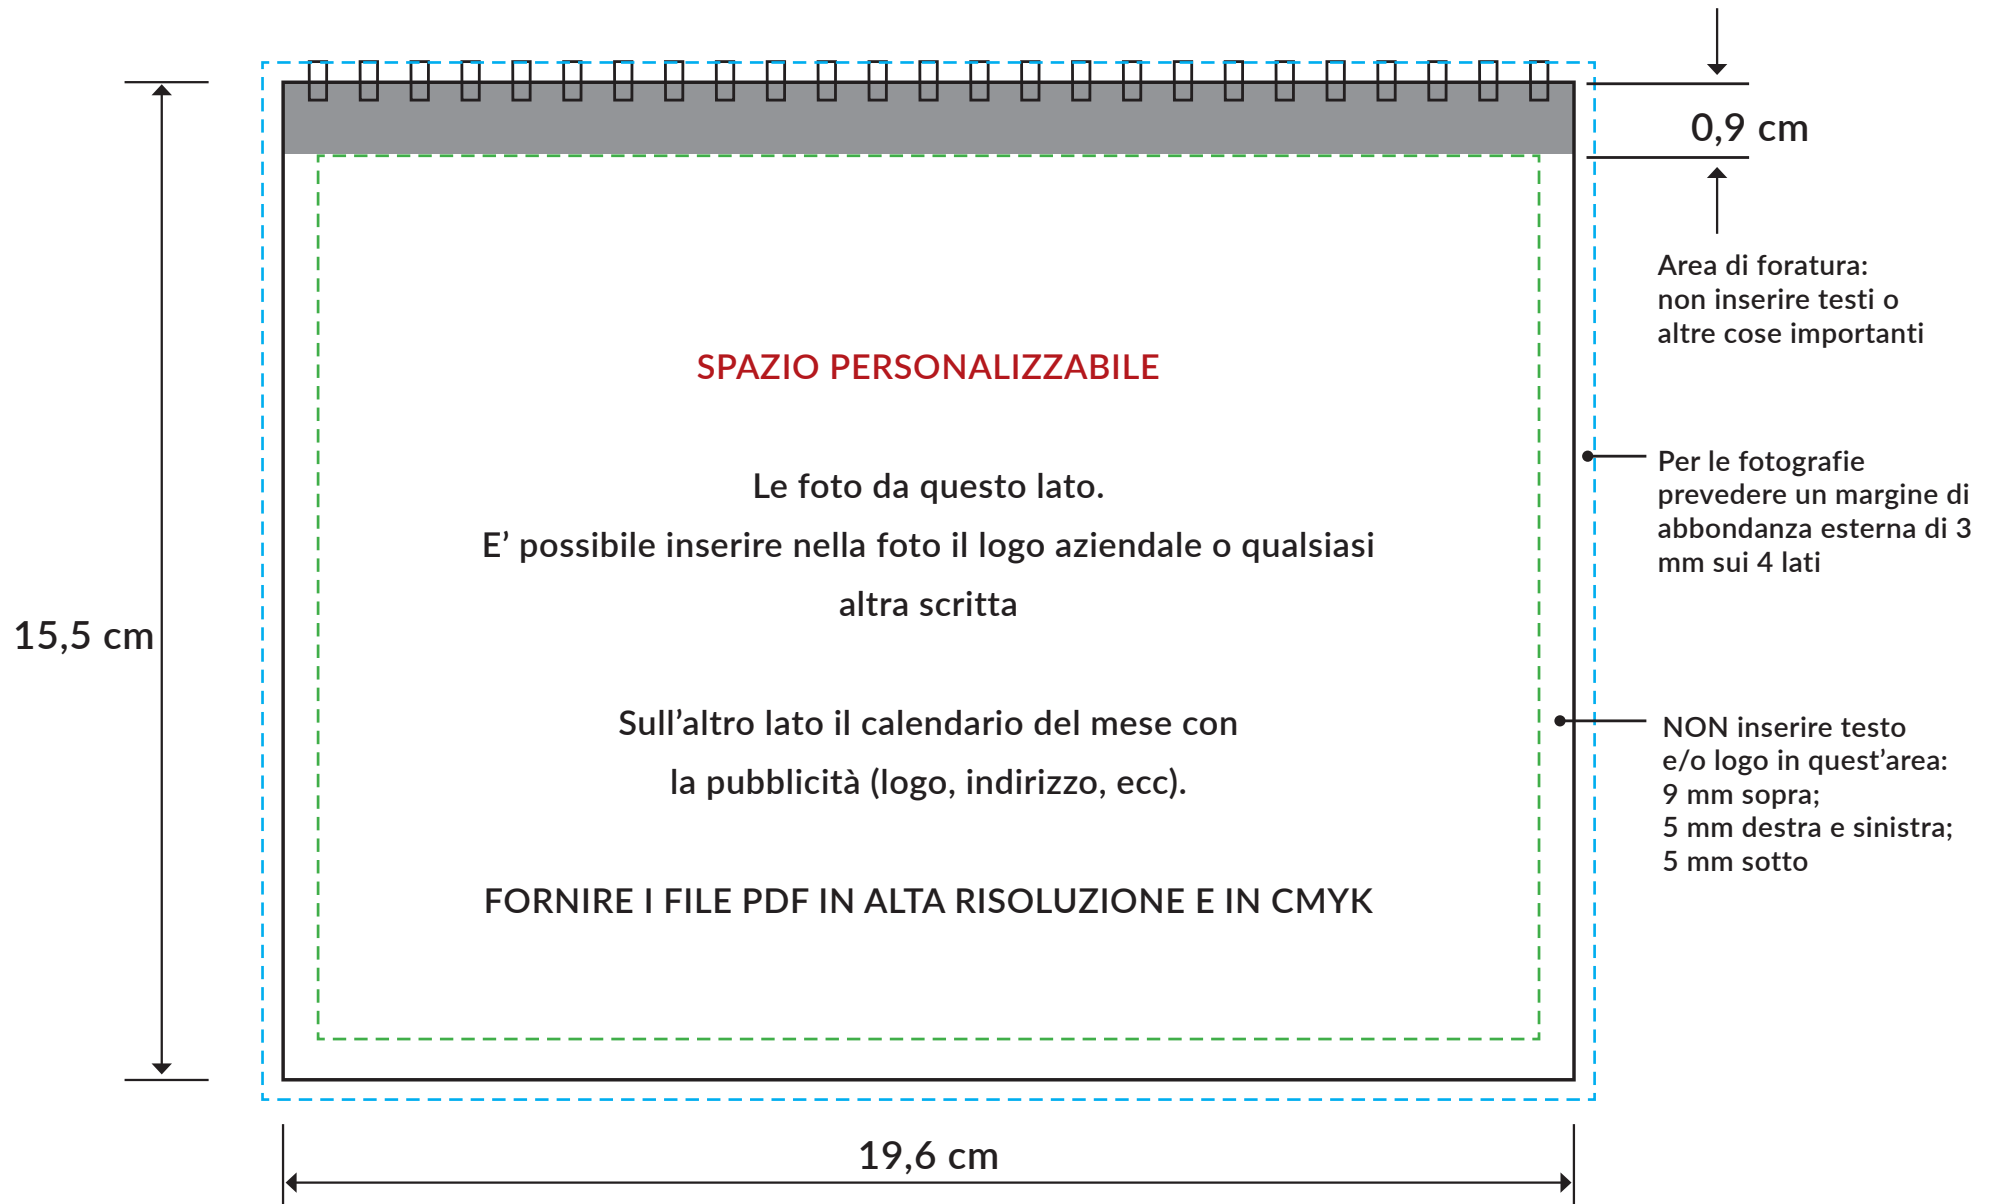 0,9 cm
Area di foratura:
non inserire testi o
altre cose importanti
SPAZIO PERSONALIZZABILE
Le foto da questo lato.
E’ possibile inserire nella foto il logo aziendale o qualsiasi
altra scritta
Per le fotografie
prevedere un margine di
abbondanza esterna di 3
mm sui 4 lati
15,5 cm
Sull’altro lato il calendario del mese con
la pubblicità (logo, indirizzo, ecc).
NON inserire testo
e/o logo in quest’area:
9 mm sopra;
5 mm destra e sinistra;
5 mm sotto
FORNIRE I FILE PDF IN ALTA RISOLUZIONE E IN CMYK
19,6 cm